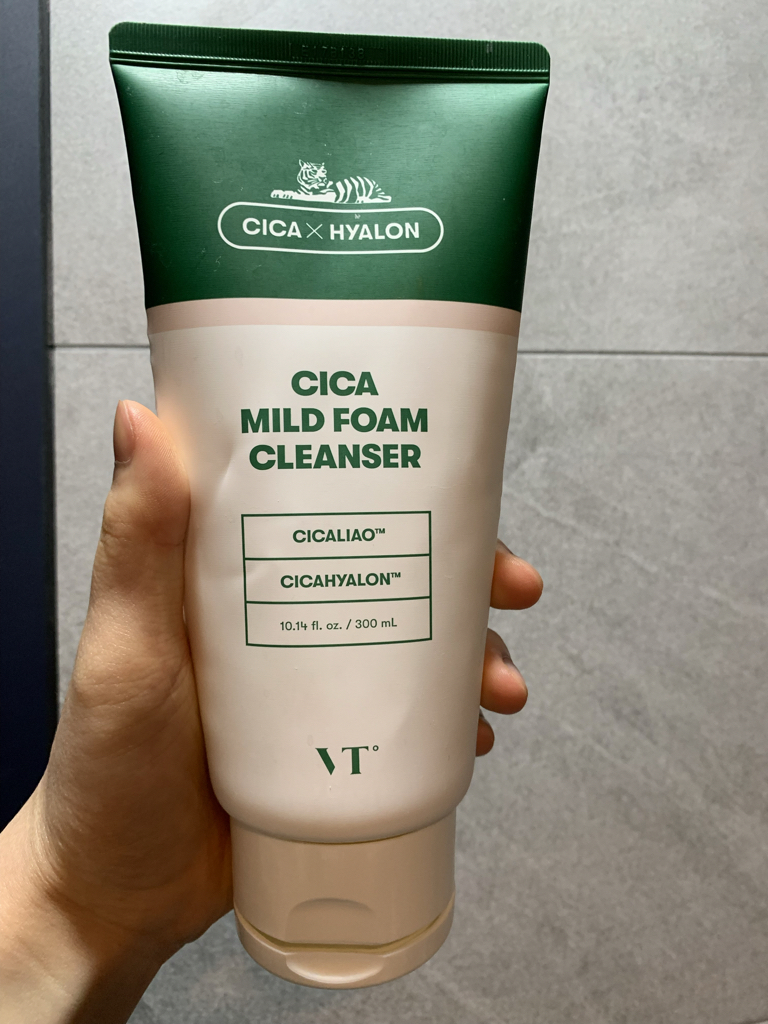 CICA × HYALON
CICA
MILD FOAM
CLEANSER
CICALIAO™
CICAHYALON™
10.14 fl. oz. / 300 mL
VT°